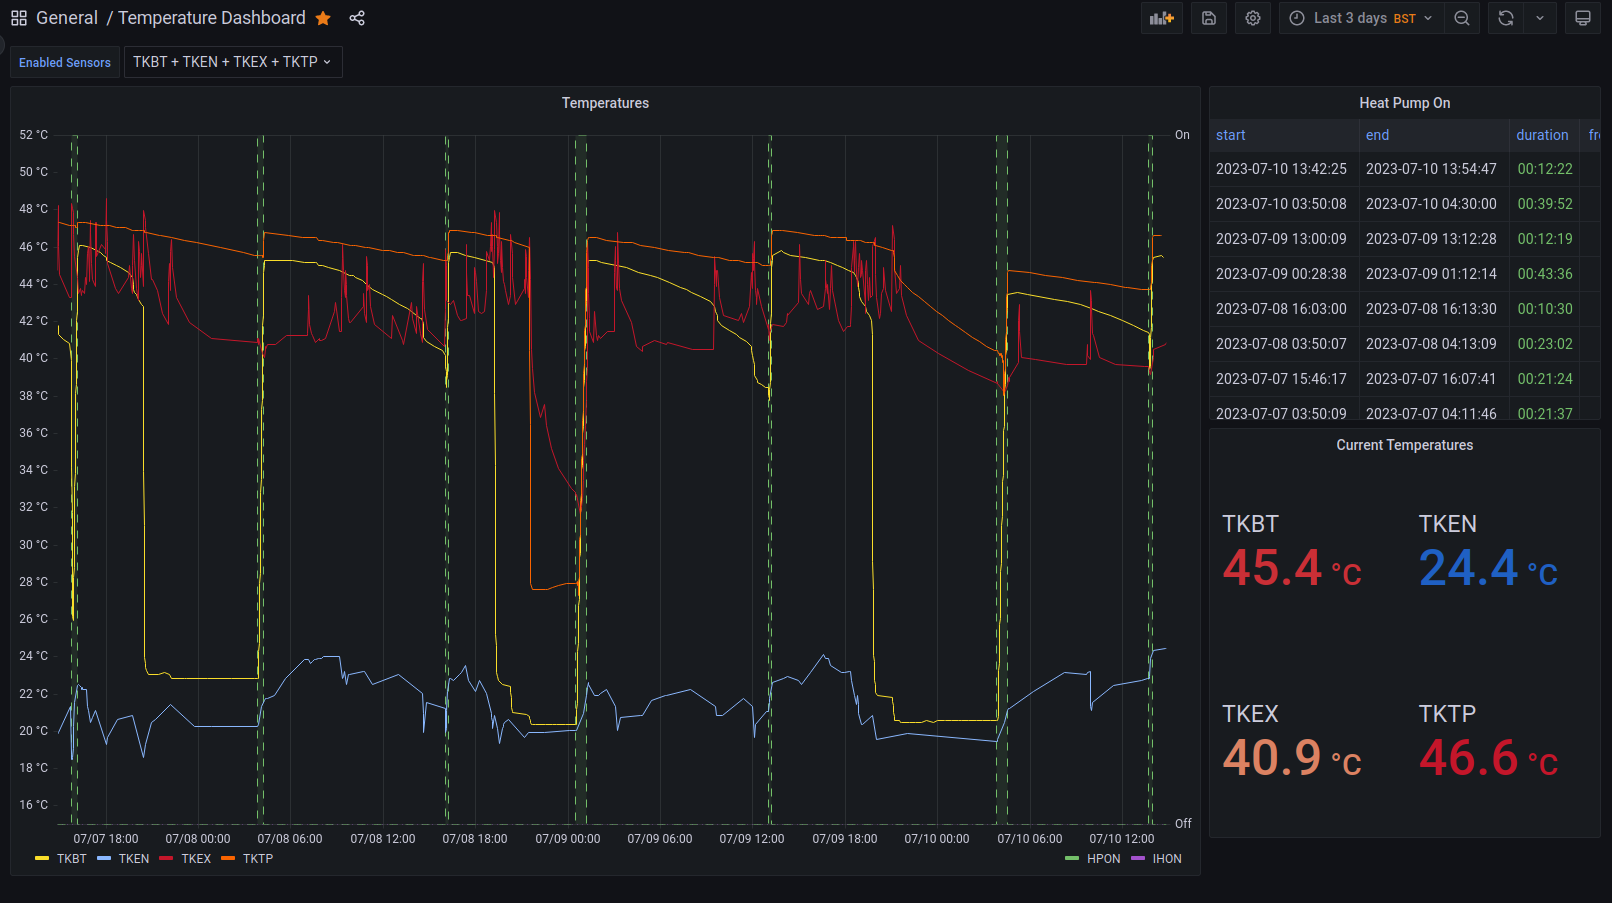 General / Temperature Dashboard
Last 3 days BST
Enabled Sensors TKBT + TKEN + TKEX + TKTP
Temperatures
52 °C
50 °C
48 °C
46 °C
44 °C
42 °C
40 °C
38 °C
36 °C
34 °C
32 °C
30 °C
28 °C
26 °C
24 °C
22 °C
20 °C
18 °C
16 °C
On
Off
07/07 18:00 07/08 00:00 07/08 06:00 07/08 12:00 07/08 18:00 07/09 00:00 07/09 06:00 07/09 12:00 07/09 18:00 07/10 00:00 07/10 06:00 07/10 12:00
TKBT TKEN TKEX TKTP HPON IHON
Heat Pump On
start end duration
2023-07-10 13:42:25 2023-07-10 13:54:47 00:12:22
2023-07-10 03:50:08 2023-07-10 04:30:00 00:39:52
2023-07-09 13:00:09 2023-07-09 13:12:28 00:12:19
2023-07-09 00:28:38 2023-07-09 01:12:14 00:43:36
2023-07-08 16:03:00 2023-07-08 16:13:30 00:10:30
2023-07-08 03:50:07 2023-07-08 04:13:09 00:23:02
2023-07-07 15:46:17 2023-07-07 16:07:41 00:21:24
2023-07-07 03:50:09 2023-07-07 04:11:46 00:21:37
Current Temperatures
TKBT
45.4 °C
TKEN
24.4 °C
TKEX
40.9 °C
TKTP
46.6 °C